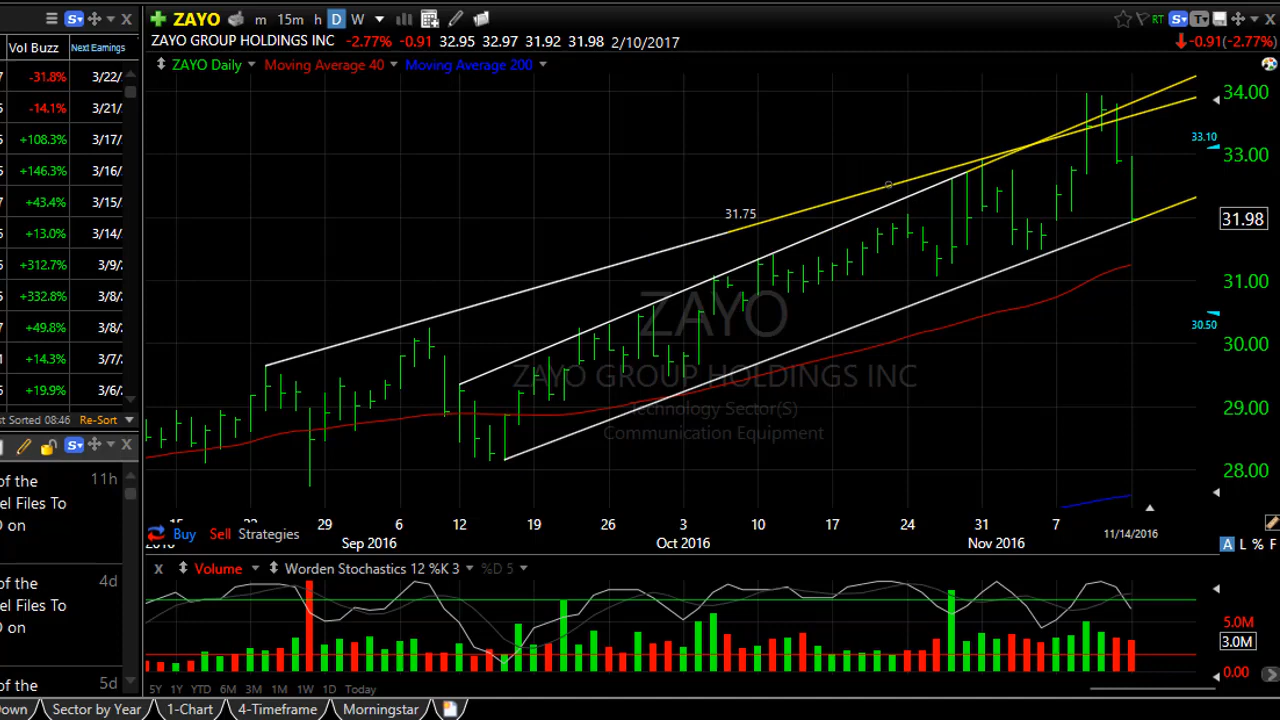 ZAYO m 15m h D W RT
S
S T
Vol Buzz Next Earnings
ZAYO GROUP HOLDINGS INC -2.77% -0.91 32.95 32.97 31.92 31.98 2/10/2017
-0.91(-2.77%)
ZAYO Daily Moving Average 40 Moving Average 200
-31.8% 3/22/
-14.1% 3/21/
+108.3% 3/17/
+146.3% 3/16/
+43.4% 3/15/
+13.0% 3/14/
+312.7% 3/9/
+332.8% 3/8/
+49.8% 3/8/
+14.3% 3/7/
+19.9% 3/6/
st Sorted 08:46 Re-Sort
S
of the 11h
el Files To
on
of the 4d
el Files To
on
of the 5d
34.00
33.10
33.00
31.98
31.00
30.50
30.00
29.00
28.00
31.75
ZAYO
ZAYO GROUP HOLDINGS INC
Technology Sector(S)
Communication Equipment
15 22 29 6 12 19 26 3 10 17 24 31 7 11/14/2016
2016 Sep 2016 Oct 2016 Nov 2016
Buy Sell Strategies
A L % F
X Volume Worden Stochastics 12 %K 3 %D 5
5.0M
3.0M
0.00
5Y 1Y YTD 6M 3M 1M 1W 1D Today
Down Sector by Year 1-Chart 4-Timeframe Morningstar